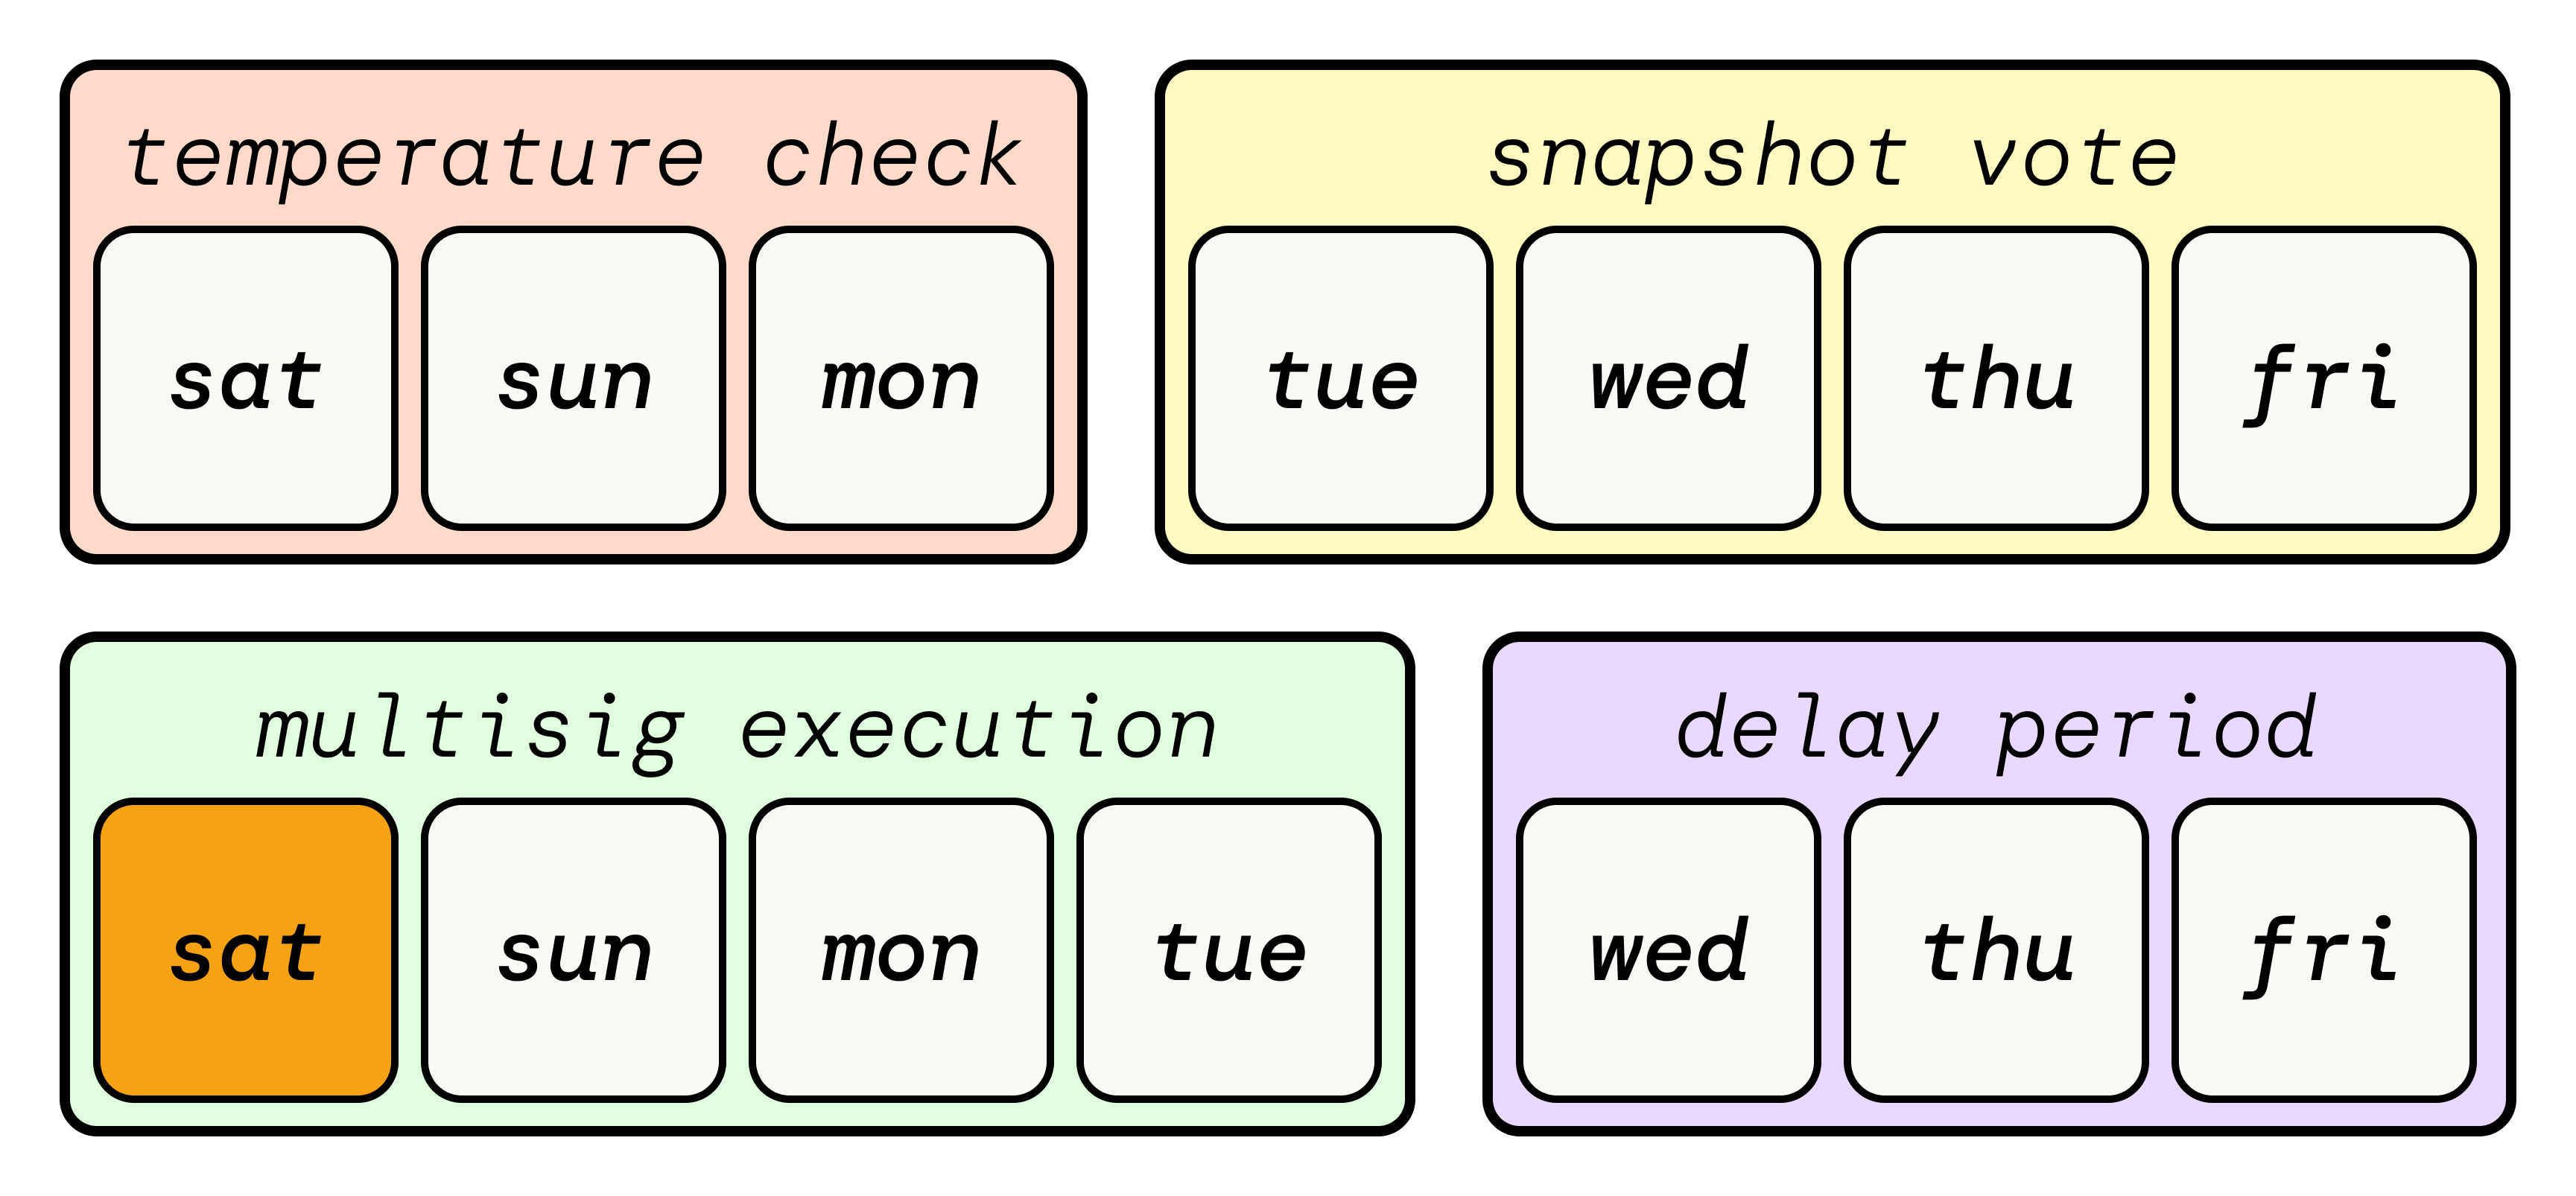 temperature check
sat sun mon
snapshot vote
tue wed thu fri
multisig execution
sat sun mon tue
delay period
wed thu fri